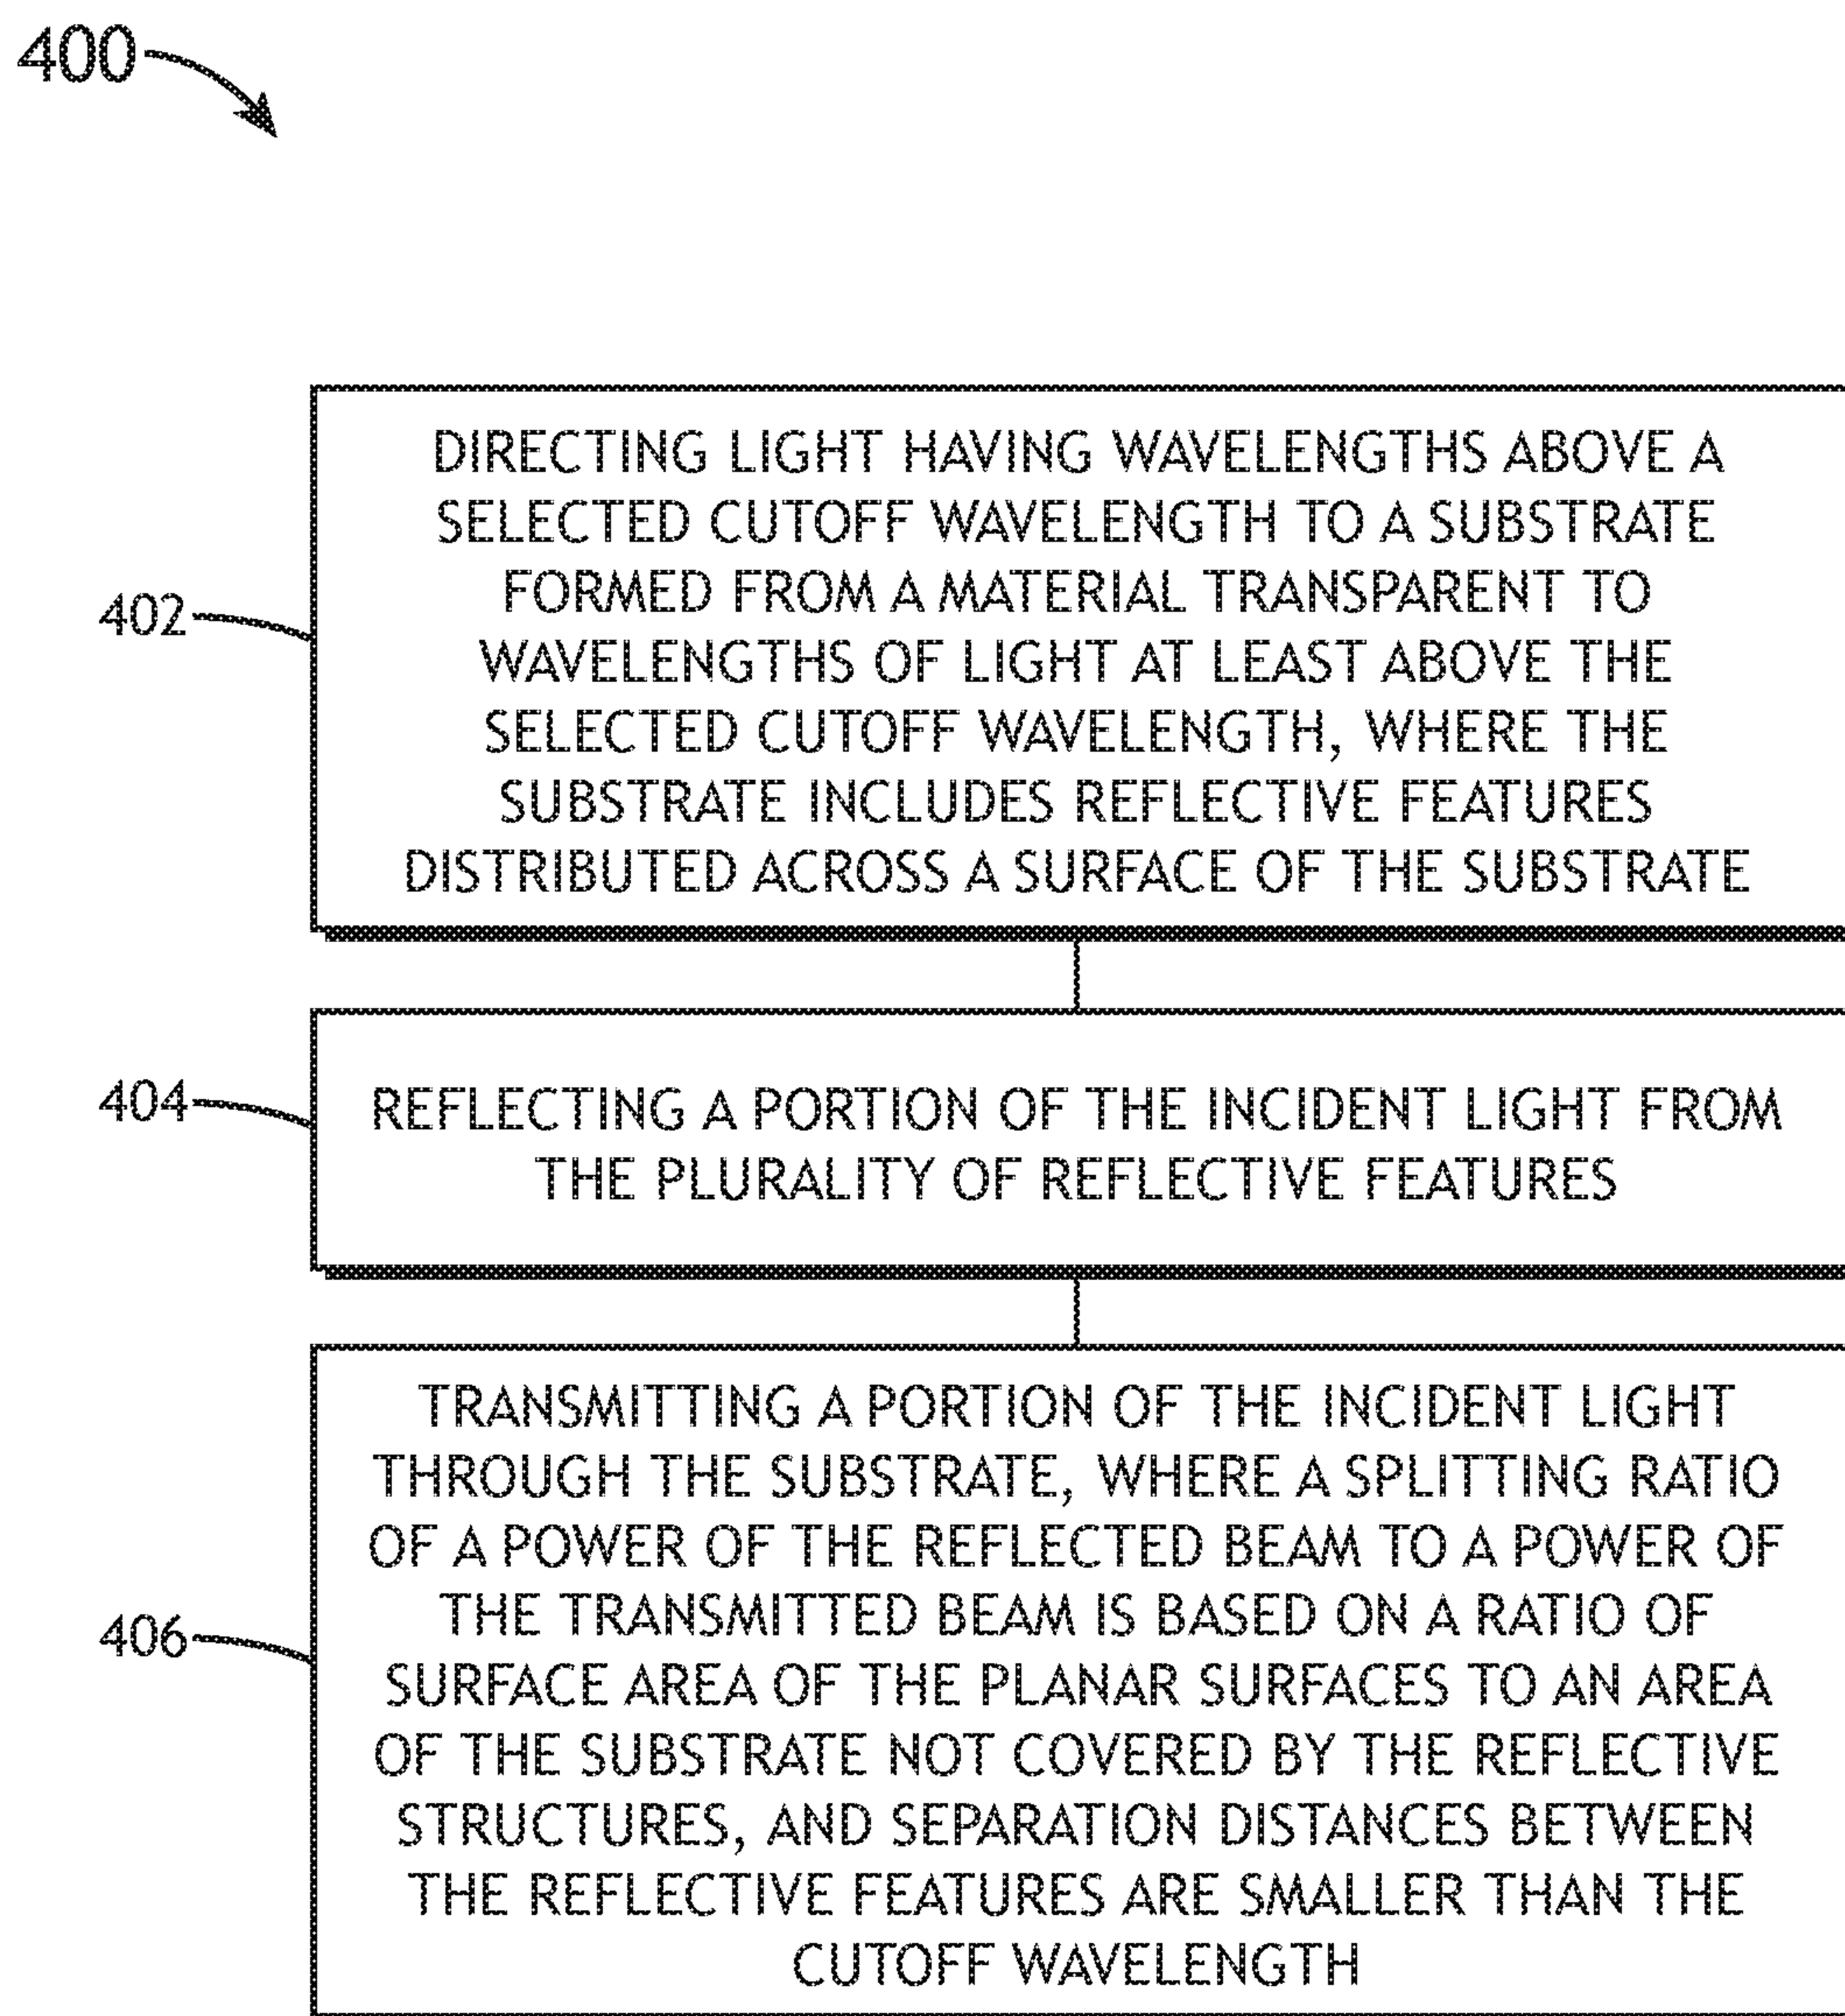 400
402
DIRECTING LIGHT HAVING WAVELENGTHS ABOVE A
SELECTED CUTOFF WAVELENGTH TO A SUBSTRATE
FORMED FROM A MATERIAL TRANSPARENT TO
WAVELENGTHS OF LIGHT AT LEAST ABOVE THE
SELECTED CUTOFF WAVELENGTH, WHERE THE
SUBSTRATE INCLUDES REFLECTIVE FEATURES
DISTRIBUTED ACROSS A SURFACE OF THE SUBSTRATE
404
REFLECTING A PORTION OF THE INCIDENT LIGHT FROM
THE PLURALITY OF REFLECTIVE FEATURES
406
TRANSMITTING A PORTION OF THE INCIDENT LIGHT
THROUGH THE SUBSTRATE, WHERE A SPLITTING RATIO
OF A POWER OF THE REFLECTED BEAM TO A POWER OF
THE TRANSMITTED BEAM IS BASED ON A RATIO OF
SURFACE AREA OF THE PLANAR SURFACES TO AN AREA
OF THE SUBSTRATE NOT COVERED BY THE REFLECTIVE
STRUCTURES, AND SEPARATION DISTANCES BETWEEN
THE REFLECTIVE FEATURES ARE SMALLER THAN THE
CUTOFF WAVELENGTH